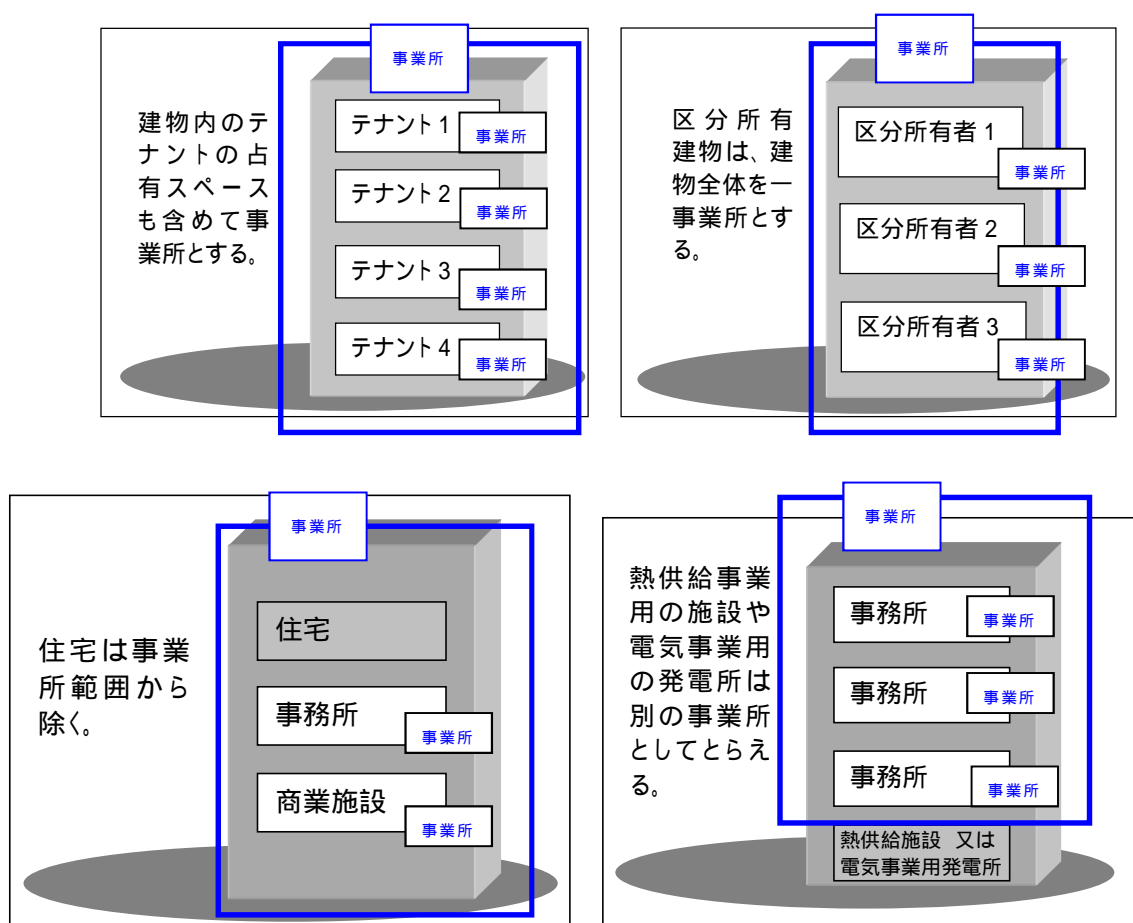 事業所
建物内のテ
ナントの占
有スペース
も含めて事
業所とする。
テナント1
事業所
テナント2
事業所
テナント3
事業所
テナント4
事業所
事業所
区分所有
建物は、建
物全体を一
事業所とす
る。
区分所有者1
事業所
区分所有者2
事業所
区分所有者3
事業所
事業所
住宅は事業
所範囲から
除く。
住宅
事務所
事業所
商業施設
事業所
事業所
熱供給事業
用の施設や
電気事業用
の発電所は
別の事業所
としてとらえ
る。
事務所
事業所
事務所
事業所
事務所
事業所
熱供給施設 又は
電気事業用発電所